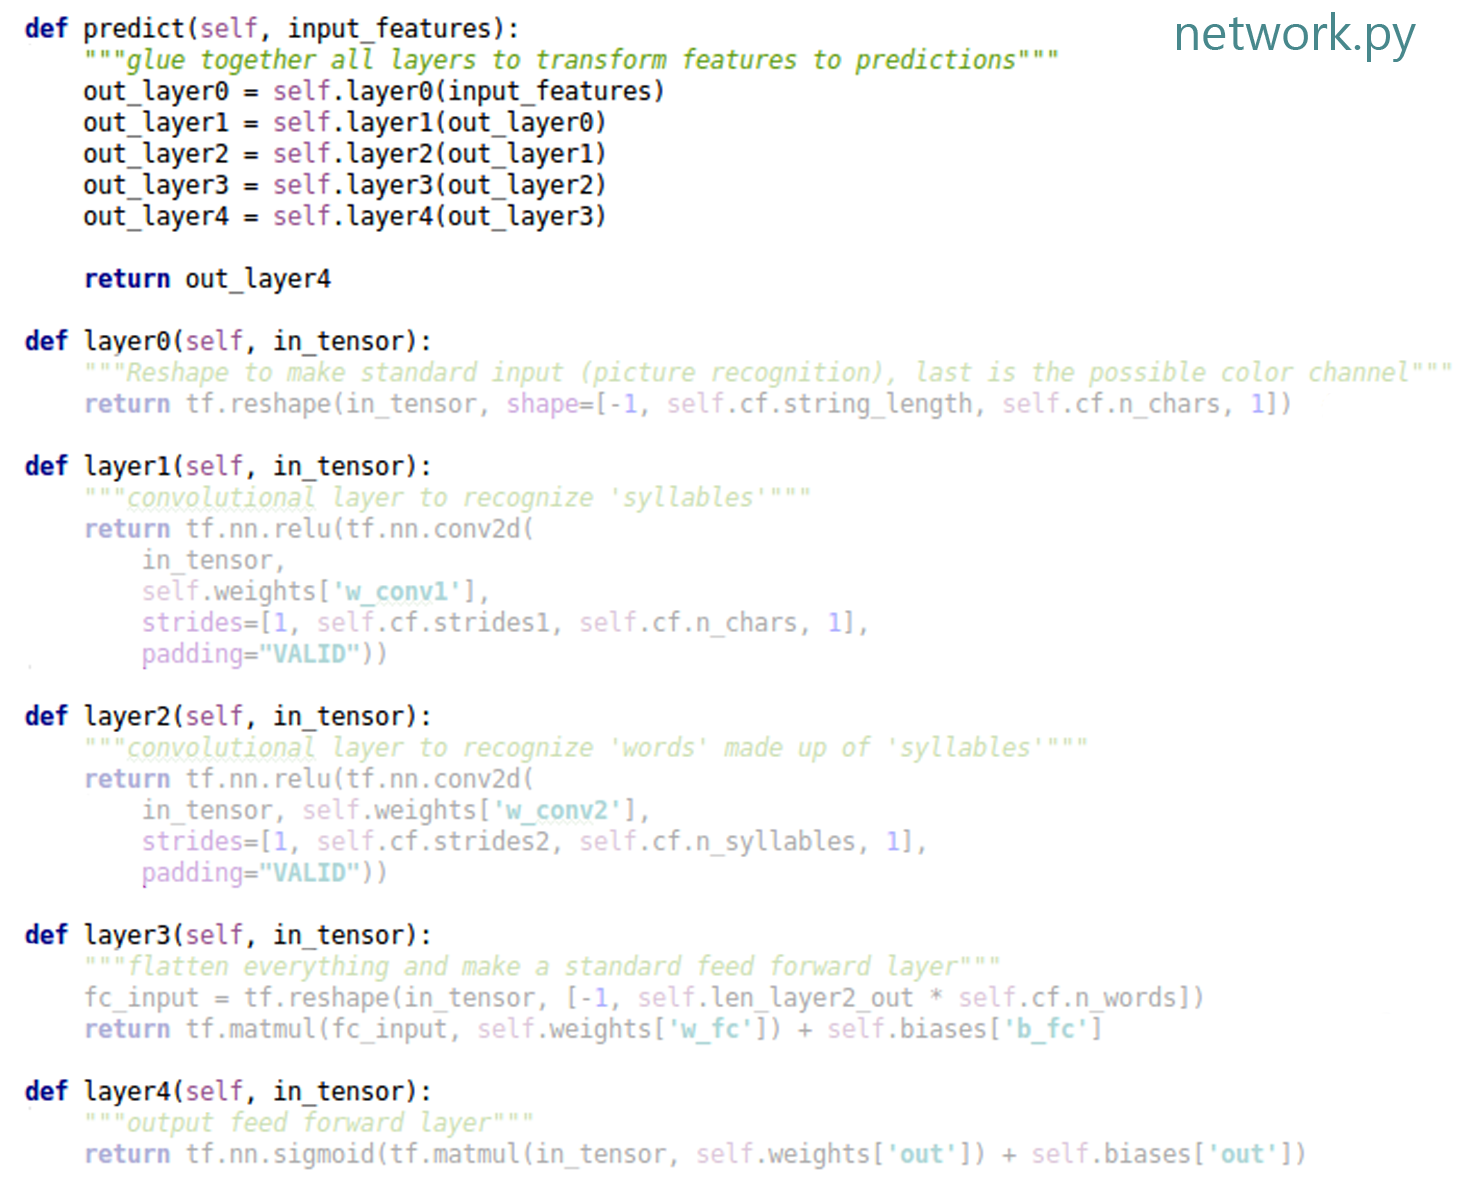 network.py
def predict(self, input_features):
    """glue together all layers to transform features to predictions"""
    out_layer0 = self.layer0(input_features)
    out_layer1 = self.layer1(out_layer0)
    out_layer2 = self.layer2(out_layer1)
    out_layer3 = self.layer3(out_layer2)
    out_layer4 = self.layer4(out_layer3)

    return out_layer4

def layer0(self, in_tensor):
    """Reshape to make standard input (picture recognition), last is the possible color channel"""
    return tf.reshape(in_tensor, shape=[-1, self.cf.string_length, self.cf.n_chars, 1])

def layer1(self, in_tensor):
    """convolutional layer to recognize 'syllables'"""
    return tf.nn.relu(tf.nn.conv2d(
        in_tensor,
        self.weights['w_conv1'],
        strides=[1, self.cf.strides1, self.cf.n_chars, 1],
        padding="VALID"))

def layer2(self, in_tensor):
    """convolutional layer to recognize 'words' made up of 'syllables'"""
    return tf.nn.relu(tf.nn.conv2d(
        in_tensor, self.weights['w_conv2'],
        strides=[1, self.cf.strides2, self.cf.n_syllables, 1],
        padding="VALID"))

def layer3(self, in_tensor):
    """flatten everything and make a standard feed forward layer"""
    fc_input = tf.reshape(in_tensor, [-1, self.len_layer2_out * self.cf.n_words])
    return tf.matmul(fc_input, self.weights['w_fc']) + self.biases['b_fc']

def layer4(self, in_tensor):
    """output feed forward layer"""
    return tf.nn.sigmoid(tf.matmul(in_tensor, self.weights['out']) + self.biases['out'])